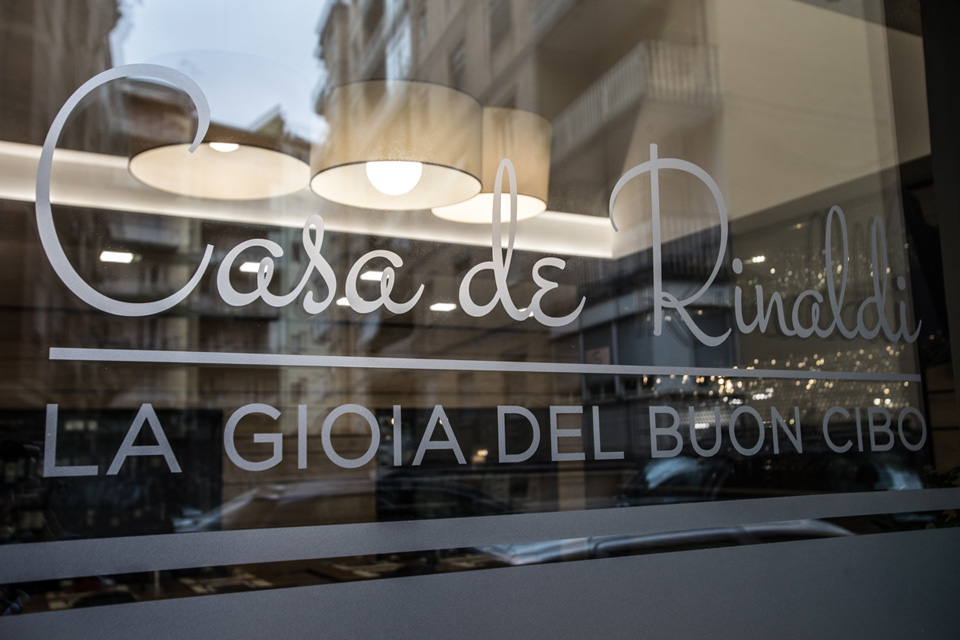 Casa de Rinaldi
LA GIOIA DEL BUON CIBO